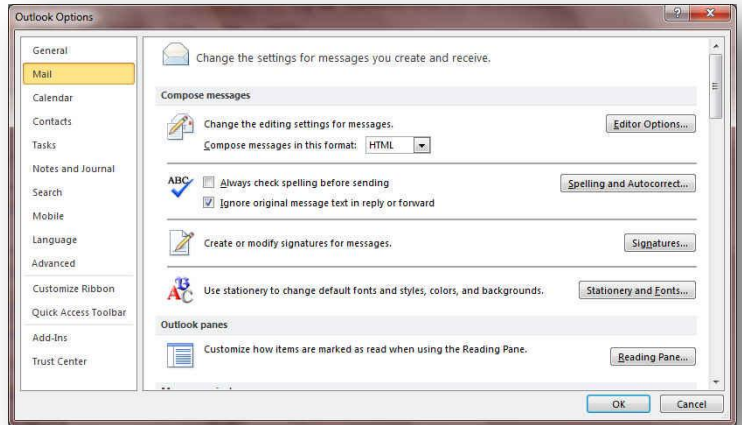 Outlook Options
General
Mail
Calendar
Contacts
Tasks
Notes and Journal
Search
Mobile
Language
Advanced
Customize Ribbon
Quick Access Toolbar
Add-Ins
Trust Center
Change the settings for messages you create and receive.
Compose messages
Change the editing settings for messages.
Editor Options...
Compose messages in this format: HTML
ABC
Always check spelling before sending
Spelling and Autocorrect...
Ignore original message text in reply or forward
Create or modify signatures for messages.
Signatures...
Use stationery to change default fonts and styles, colors, and backgrounds.
Stationery and Fonts...
Outlook panes
Customize how items are marked as read when using the Reading Pane.
Reading Pane...
OK
Cancel